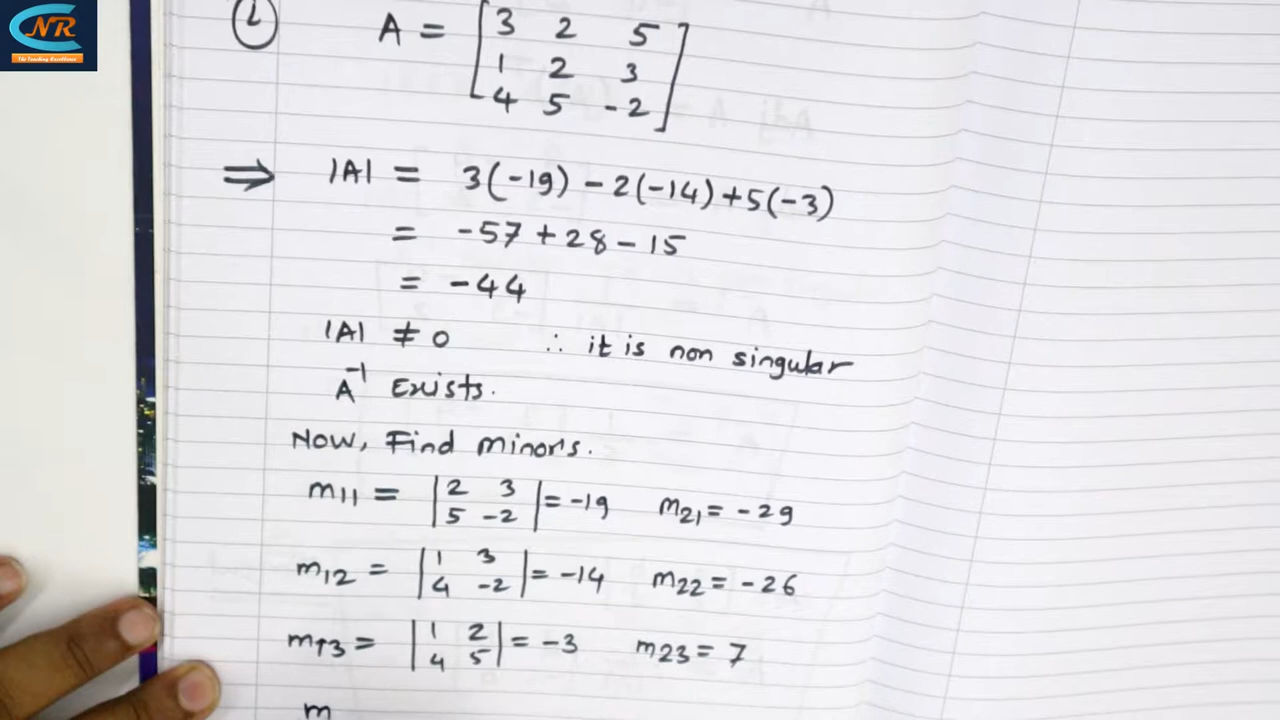 NR
The Teaching Excellence
2 A = [3 2 5
1 2 3
4 5 -2]
⇒ |A| = 3(-19) - 2(-14) + 5(-3)
= -57 + 28 - 15
= -44
|A| ≠ 0 ∴ it is non singular
A⁻¹ Exists.
Now, Find minors.
m11 = |2 3
5 -2| = -19 m21 = -29
m12 = |1 3
4 -2| = -14 m22 = -26
m13 = |1 2
4 5| = -3 m23 = 7
m